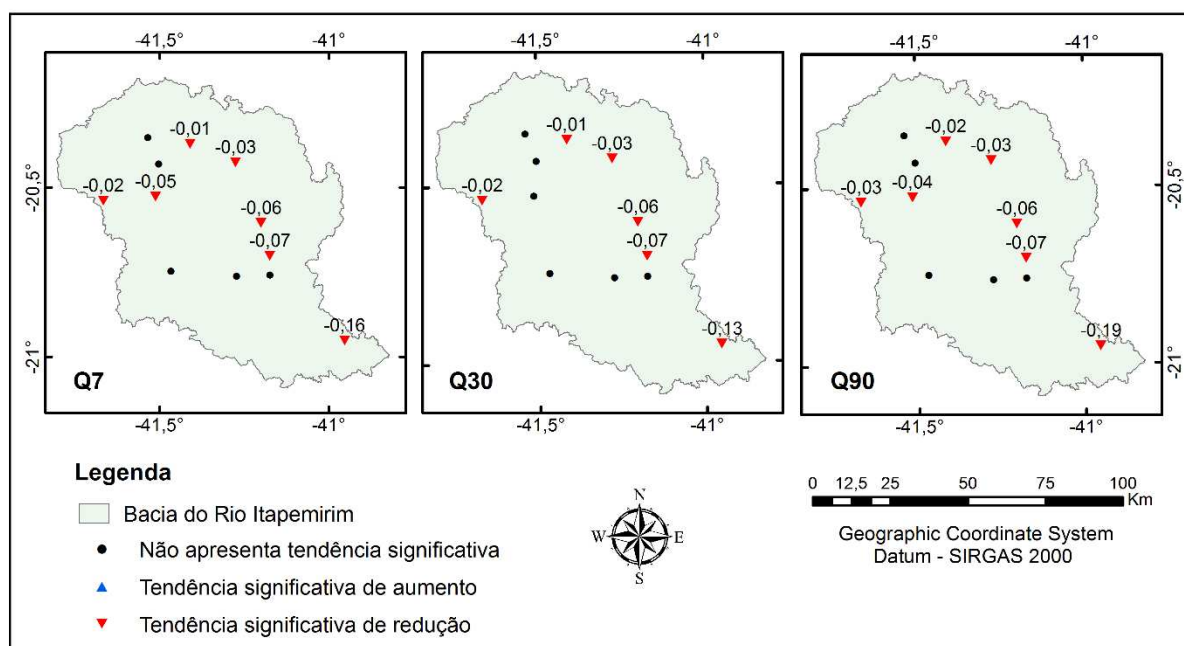 -41,5° -41°
-41,5° -41°
-41,5° -41°
-20,5°
-21°
-0,01
-0,03
-0,02
-0,05
-0,06
-0,07
-0,16
Q7
-41,5° -41°
-0,01
-0,03
-0,02
-0,06
-0,07
-0,13
Q30
-41,5° -41°
-0,02
-0,03
-0,03
-0,04
-0,06
-0,07
-0,19
Q90
-41,5° -41°
-20,5°
-21°
Legenda
Bacia do Rio Itapemirim
Não apresenta tendência significativa
Tendência significativa de aumento
Tendência significativa de redução
N
W E
S
0 12,5 25 50 75 100
Km
Geographic Coordinate System
Datum - SIRGAS 2000